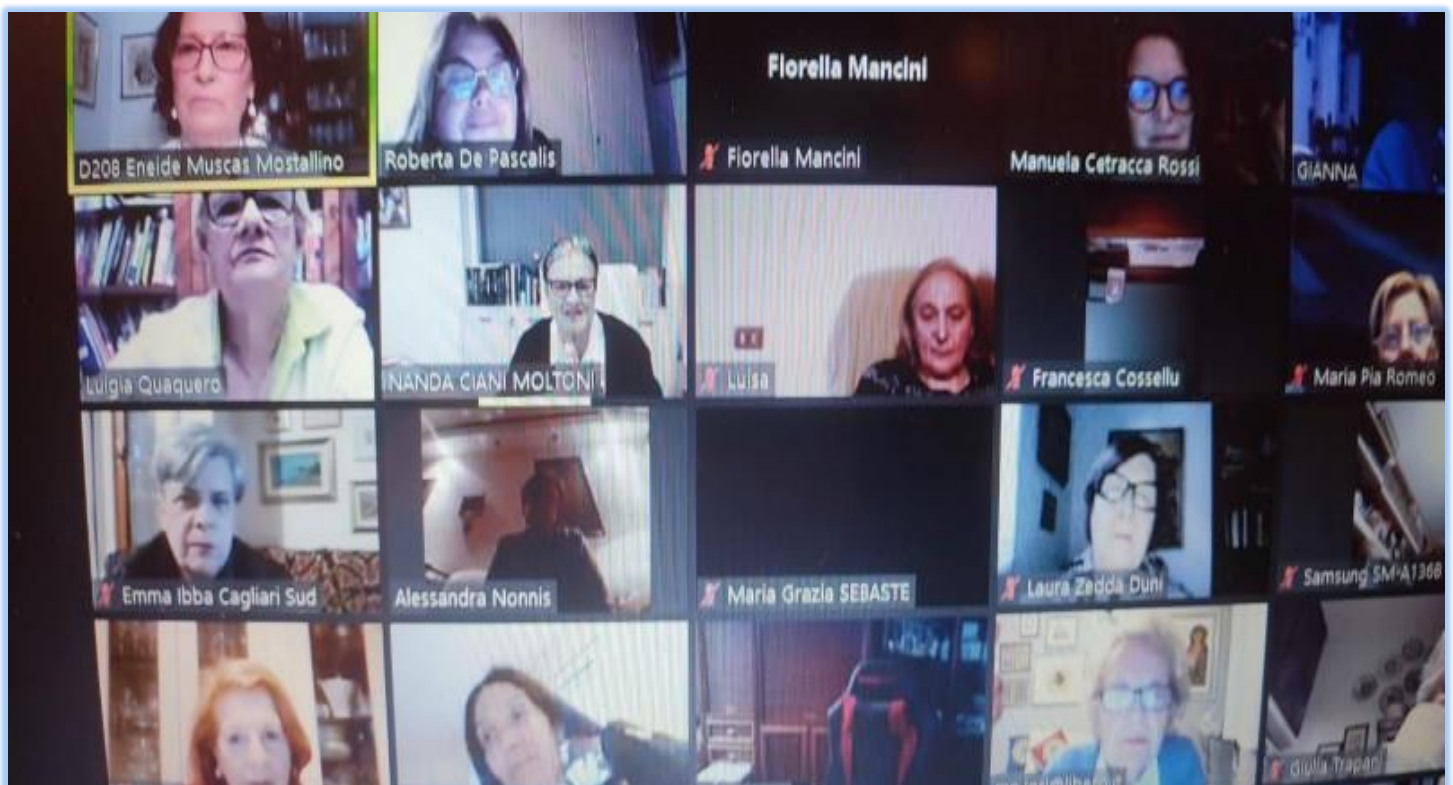 Fiorella Mancini
D208 Eneide Muscas Mostallino
Roberta De Pascalis
Fiorella Mancini
Manuela Cetracca Rossi
GIANNA
Luigia Quaquero
NANDA CIANI MOLTONI
Luisa
Francesca Cossellu
Maria Pia Romeo
Emma Ibba Cagliari Sud
Alessandra Nonnis
Maria Grazia SEBASTE
Laura Zedda Duni
Samsung SM-A136B
Giulia Trapani